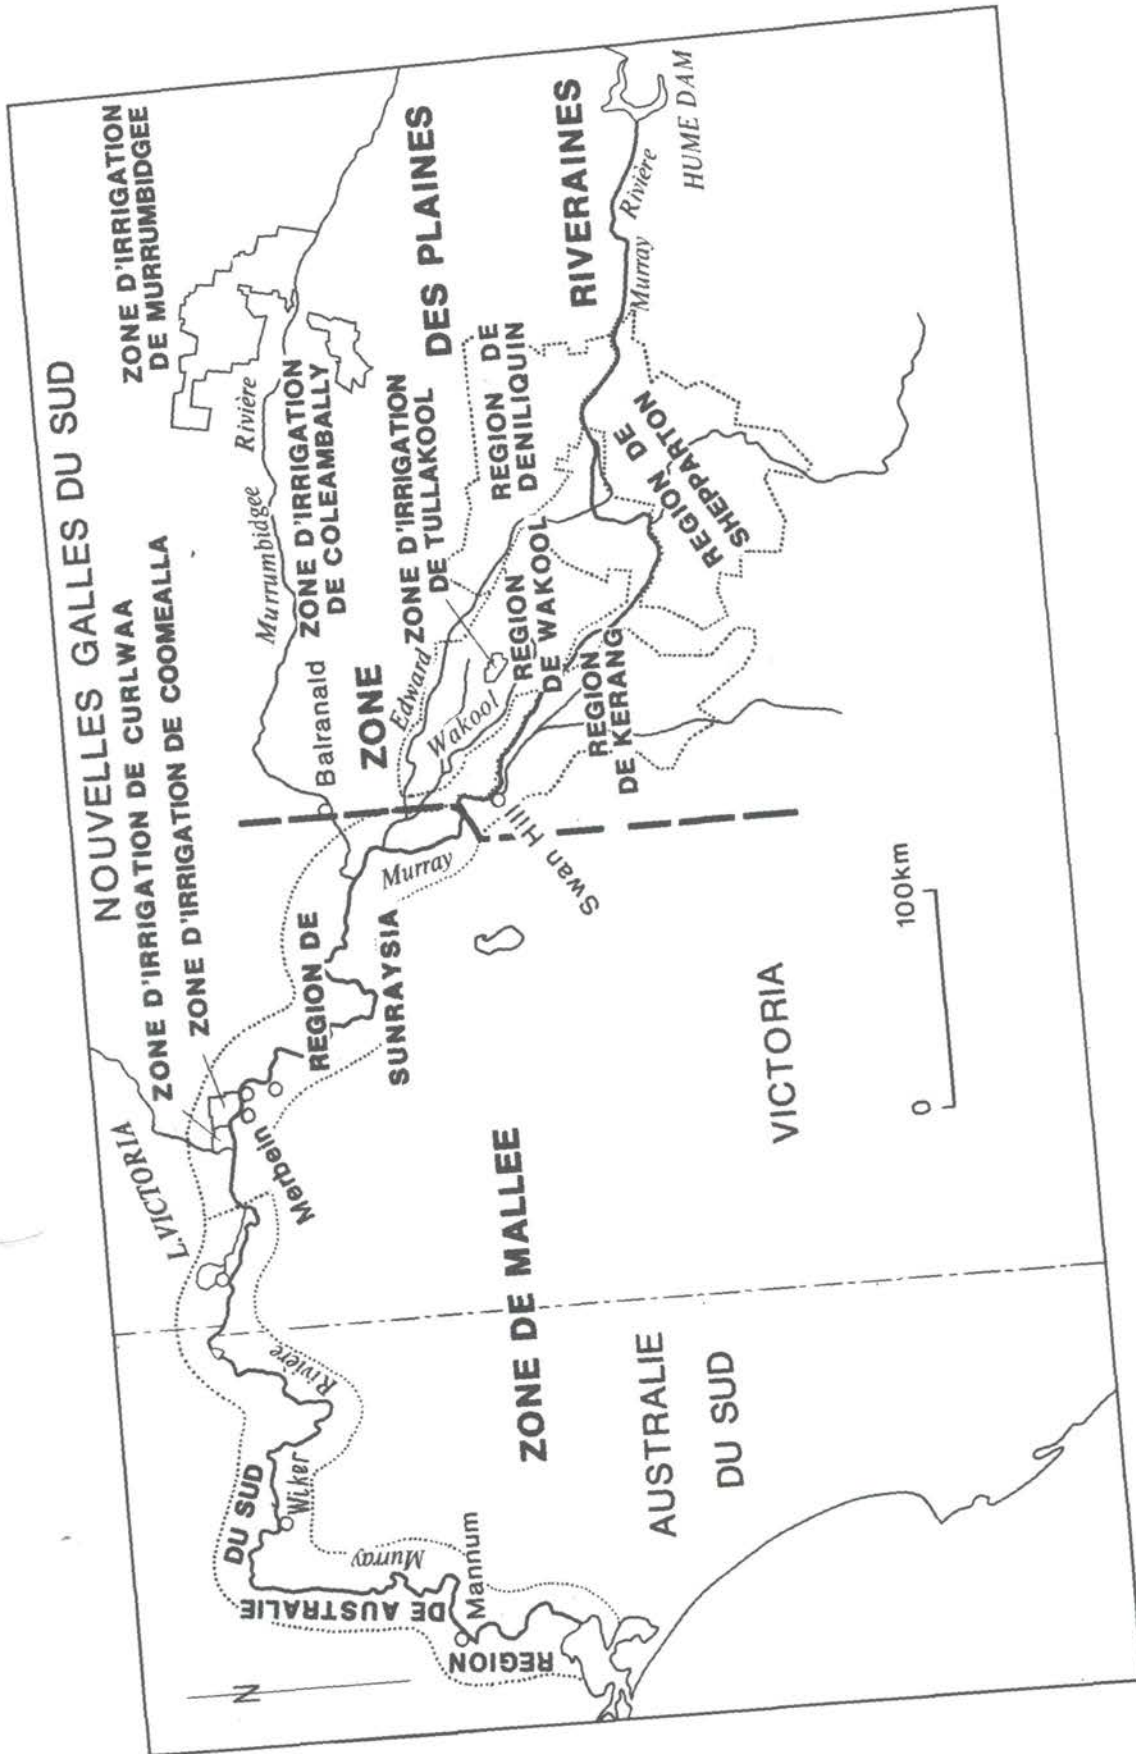 NOUVELLES GALLES DU SUD
ZONE D'IRRIGATION DE CURLWAA
ZONE D'IRRIGATION DE COOMEALLA
ZONE D'IRRIGATION
DE MURRUMBIDGEE
L.VICTORIA
Murrumbidgee Rivière
ZONE D'IRRIGATION
DE COLEAMBALLY
Balranald
ZONE
DES PLAINES
RIVERAINES
Edward
Wakool
ZONE D'IRRIGATION
DE TULLAKOOL
REGION DE
DENILIQUIN
REGION
DE WAKOOL
REGION
DE KERANG
REGION DE
SHEPPARTON
Murray Rivière
HUME DAM
Merbein
REGION DE
SUNRAYSIA
Murray
Swan Hill
REGION
DE AUSTRALIE
DU SUD
Wiker
Rivière
Murray
Mannum
ZONE DE MALLEE
AUSTRALIE
DU SUD
VICTORIA
0 100km
N